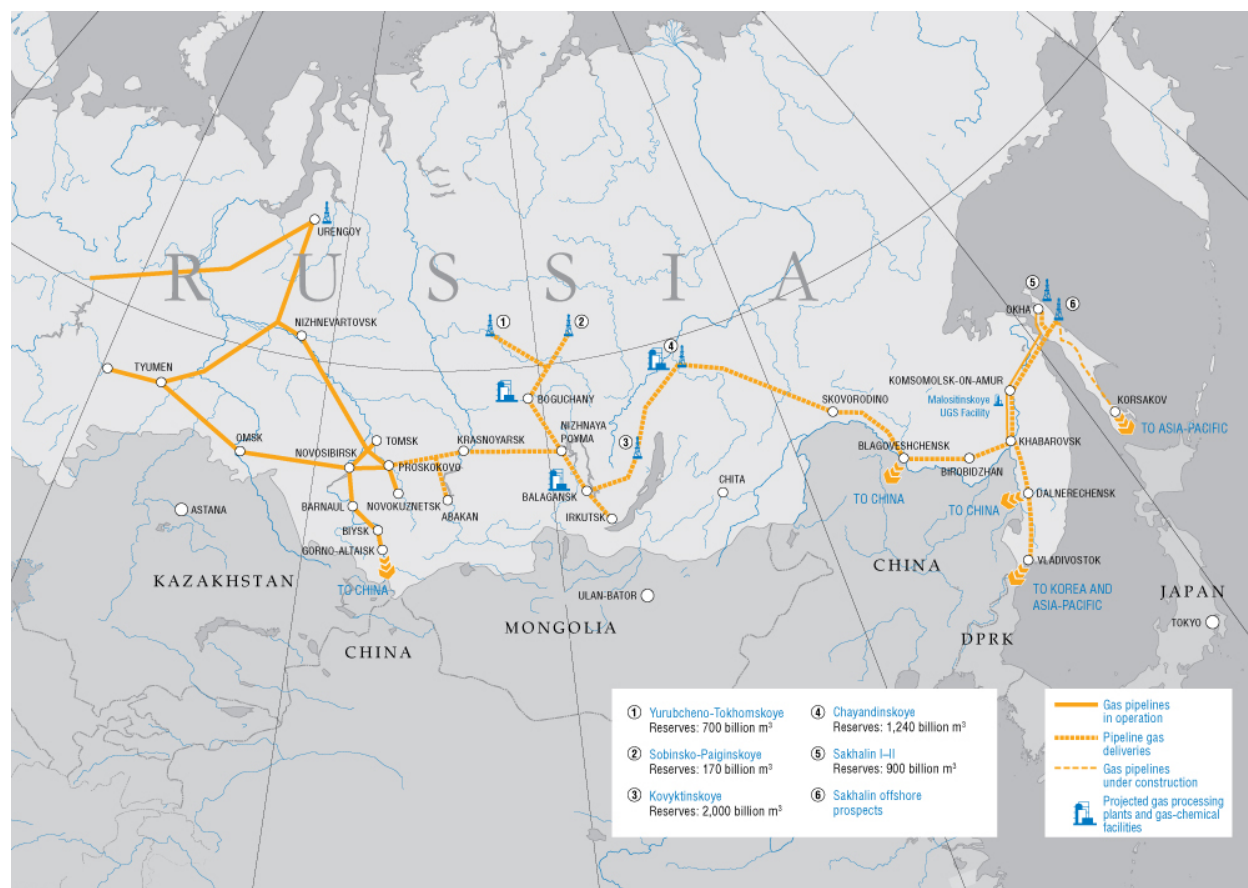 URENGOY
R U S S I A
NIZHNEVARTOVSK
TYUMEN
OMSK
TOMSK
NOVOSIBIRSK
PROSKOKOVO
KRASNOYARSK
BARNAUL
NOVOKUZNETSK
ABAKAN
BIYSK
GORNO-ALTAISK
TO CHINA
ASTANA
KAZAKHSTAN
CHINA
MONGOLIA
ULAN-BATOR
1
2
BOGUCHANY
NIZHNAYA
POYMA
BALAGANSK
IRKUTSK
3
4
CHITA
SKOVORODINO
BLAGOVESHCHENSK
TO CHINA
BIROBIDZHAN
5
6
OKHA
KOMSOMOLSK-ON-AMUR
Malositinskoye
UGS Facility
KORSAKOV
TO ASIA-PACIFIC
KHABAROVSK
DALNERECHENSK
TO CHINA
CHINA
VLADIVOSTOK
TO KOREA AND
ASIA-PACIFIC
DPRK
JAPAN
TOKYO
1 Yurubcheno-Tokhomskoye
Reserves: 700 billion m³
2 Sobinsko-Paiginskoye
Reserves: 170 billion m³
3 Kovyktinskoye
Reserves: 2,000 billion m³
4 Chayandinskoye
Reserves: 1,240 billion m³
5 Sakhalin I–II
Reserves: 900 billion m³
6 Sakhalin offshore
prospects
Gas pipelines
in operation
Pipeline gas
deliveries
Gas pipelines
under construction
Projected gas processing
plants and gas-chemical
facilities